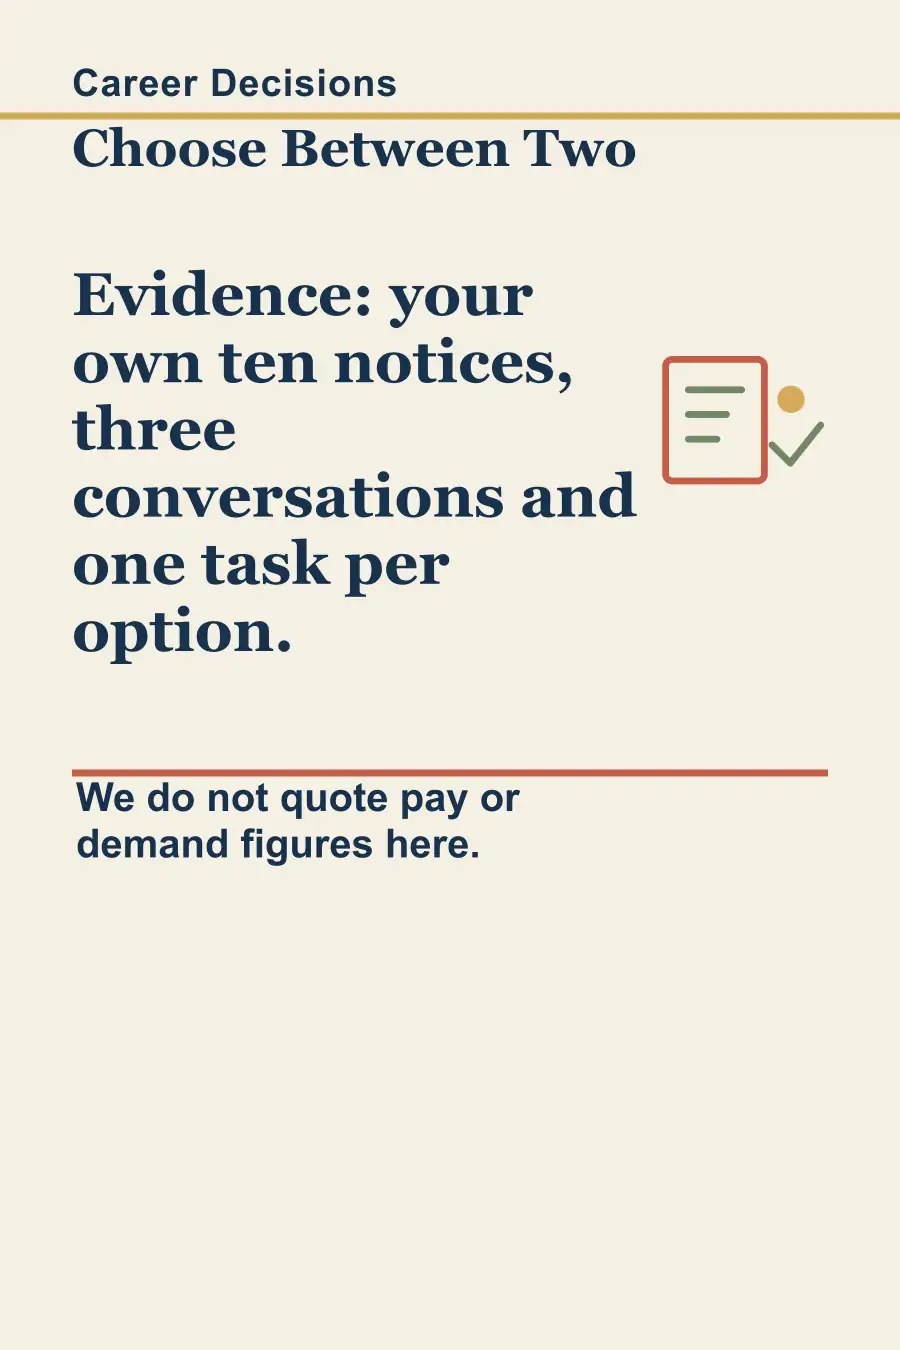 Career Decisions
Choose Between Two
Evidence: your
own ten notices,
three
conversations and
one task per
option.
We do not quote pay or
demand figures here.